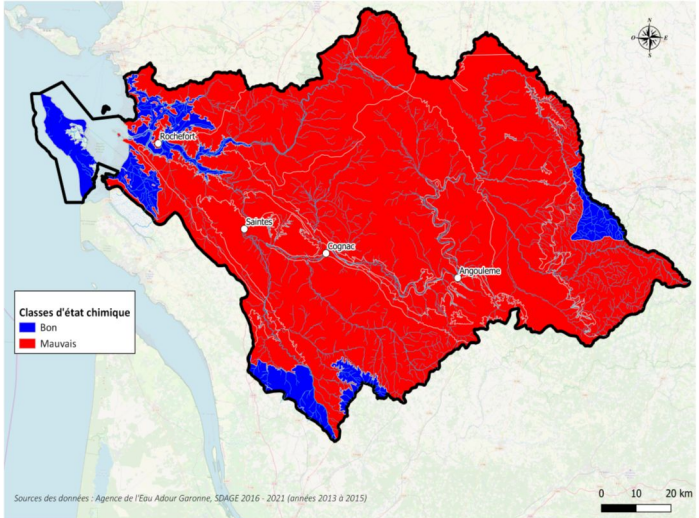 N
O
E
S
Rochefort
Saintes
Cognac
Angouleme
Classes d'état chimique
Bon
Mauvais
Sources des données : Agence de l'Eau Adour Garonne, SDAGE 2016 - 2021 (années 2013 à 2015)
0 10 20 km